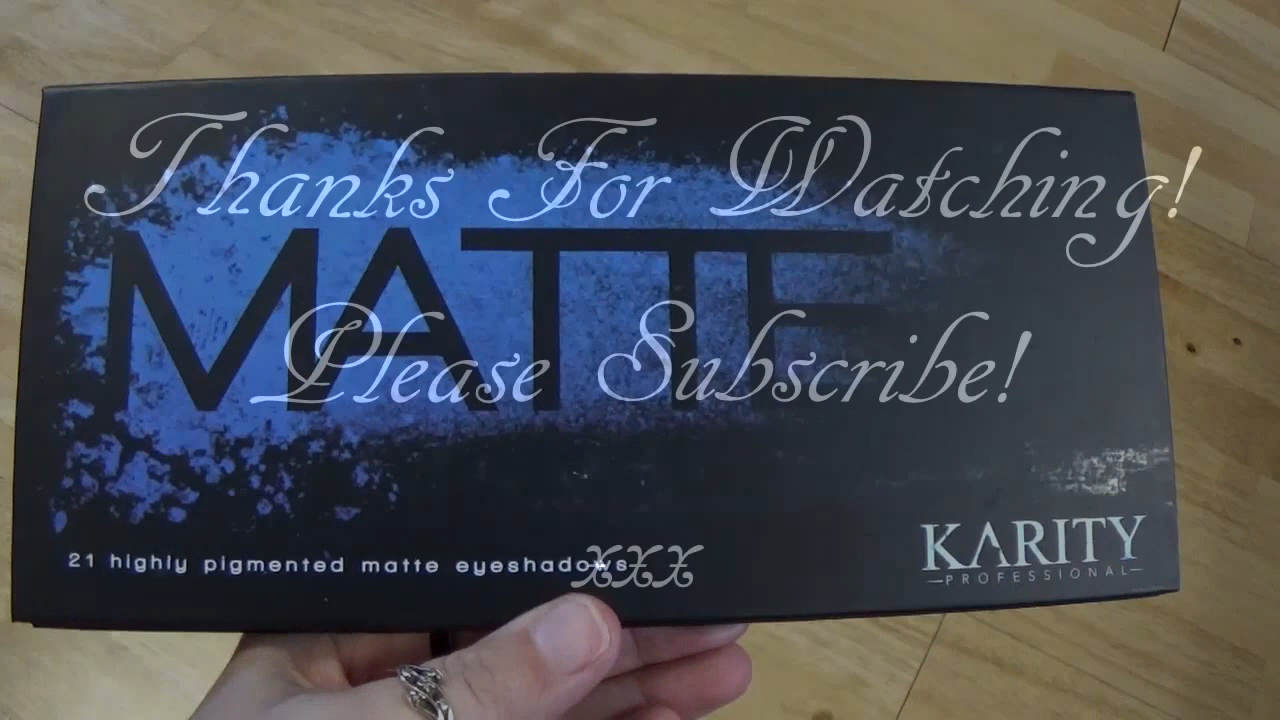 Thanks For Watching!
MATTE
Please Subscribe!
21 highly pigmented matte eyeshadows
XXX
KARITY
PROFESSIONAL